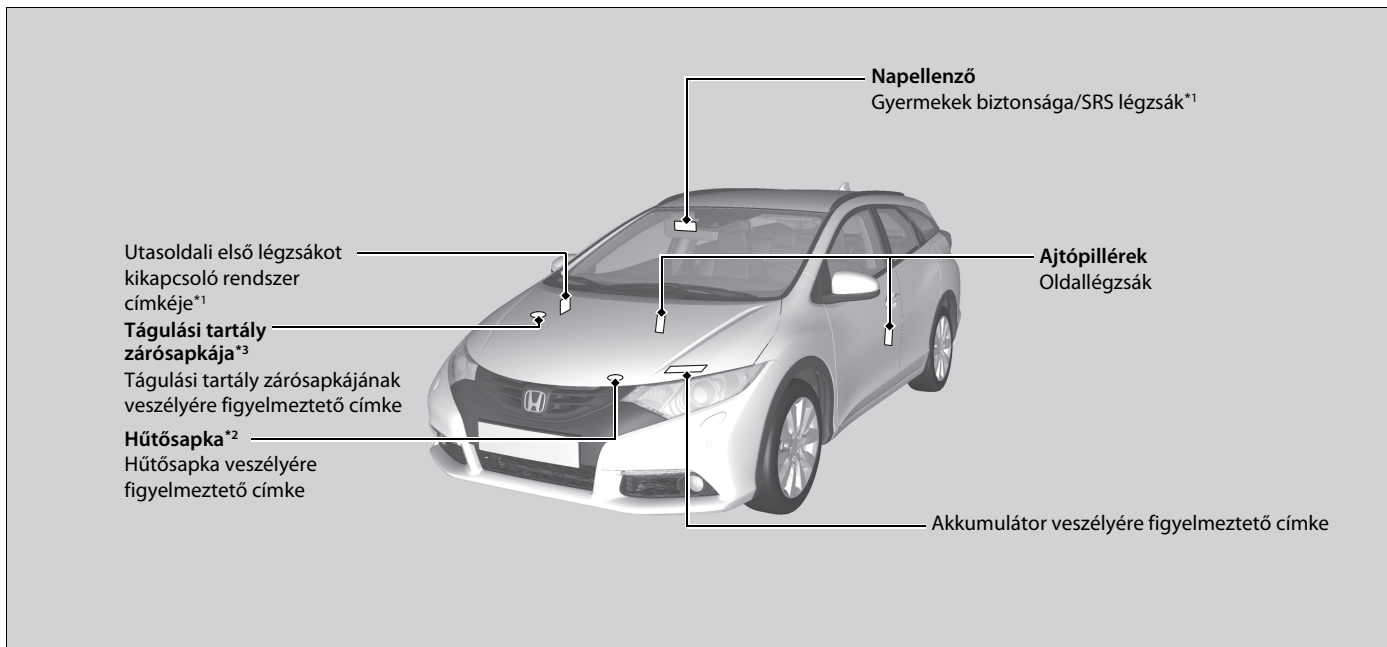 Napellenző
Gyermekek biztonsága/SRS légzsák*1
Utasoldali első légzsákot
kikapcsoló rendszer
címkéje*1
Tágulási tartály
zárósapkája*3
Tágulási tartály zárósapkájának
veszélyére figyelmeztető címke
Hűtősapka*2
Hűtősapka veszélyére
figyelmeztető címke
Ajtópillérek
Oldallégzsák
Akkumulátor veszélyére figyelmeztető címke